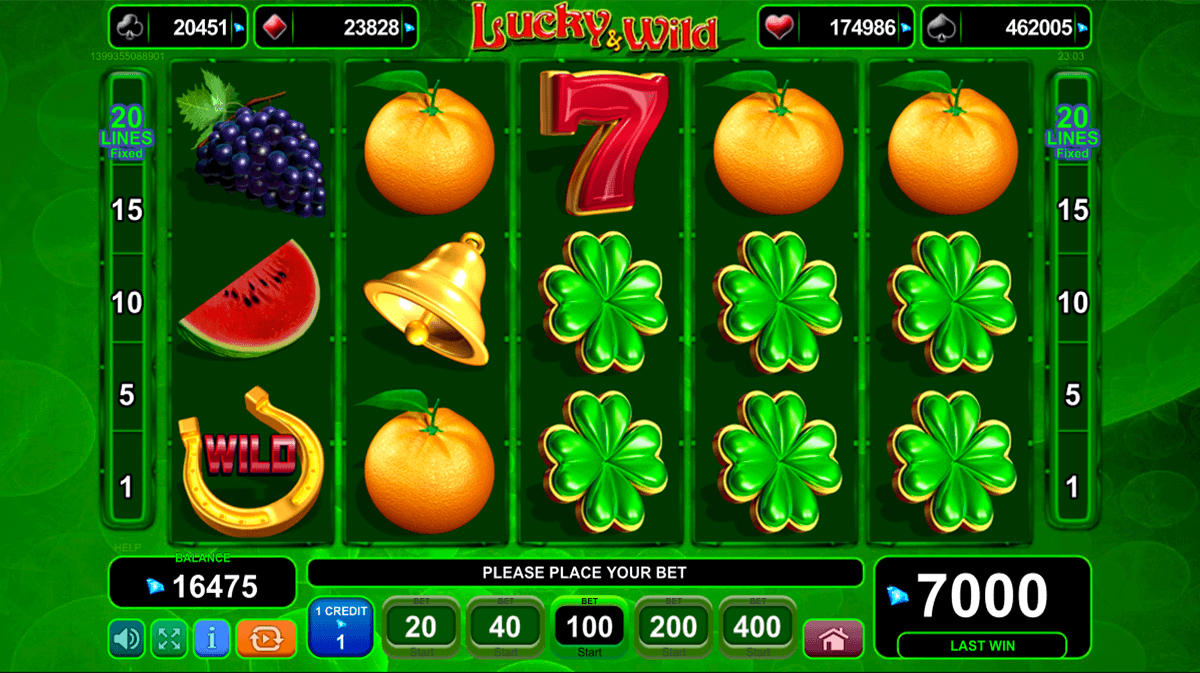 20451
23828
Lucky & Wild
174986
462005
1399355088901
23:03
20
LINES
Fixed
15
10
5
1
7
WILD
20
LINES
Fixed
15
10
5
1
HELP
BALANCE
16475
PLEASE PLACE YOUR BET
7000
LAST WIN
i
1 CREDIT
1
BET
20
Start
BET
40
Start
BET
100
Start
BET
200
Start
BET
400
Start